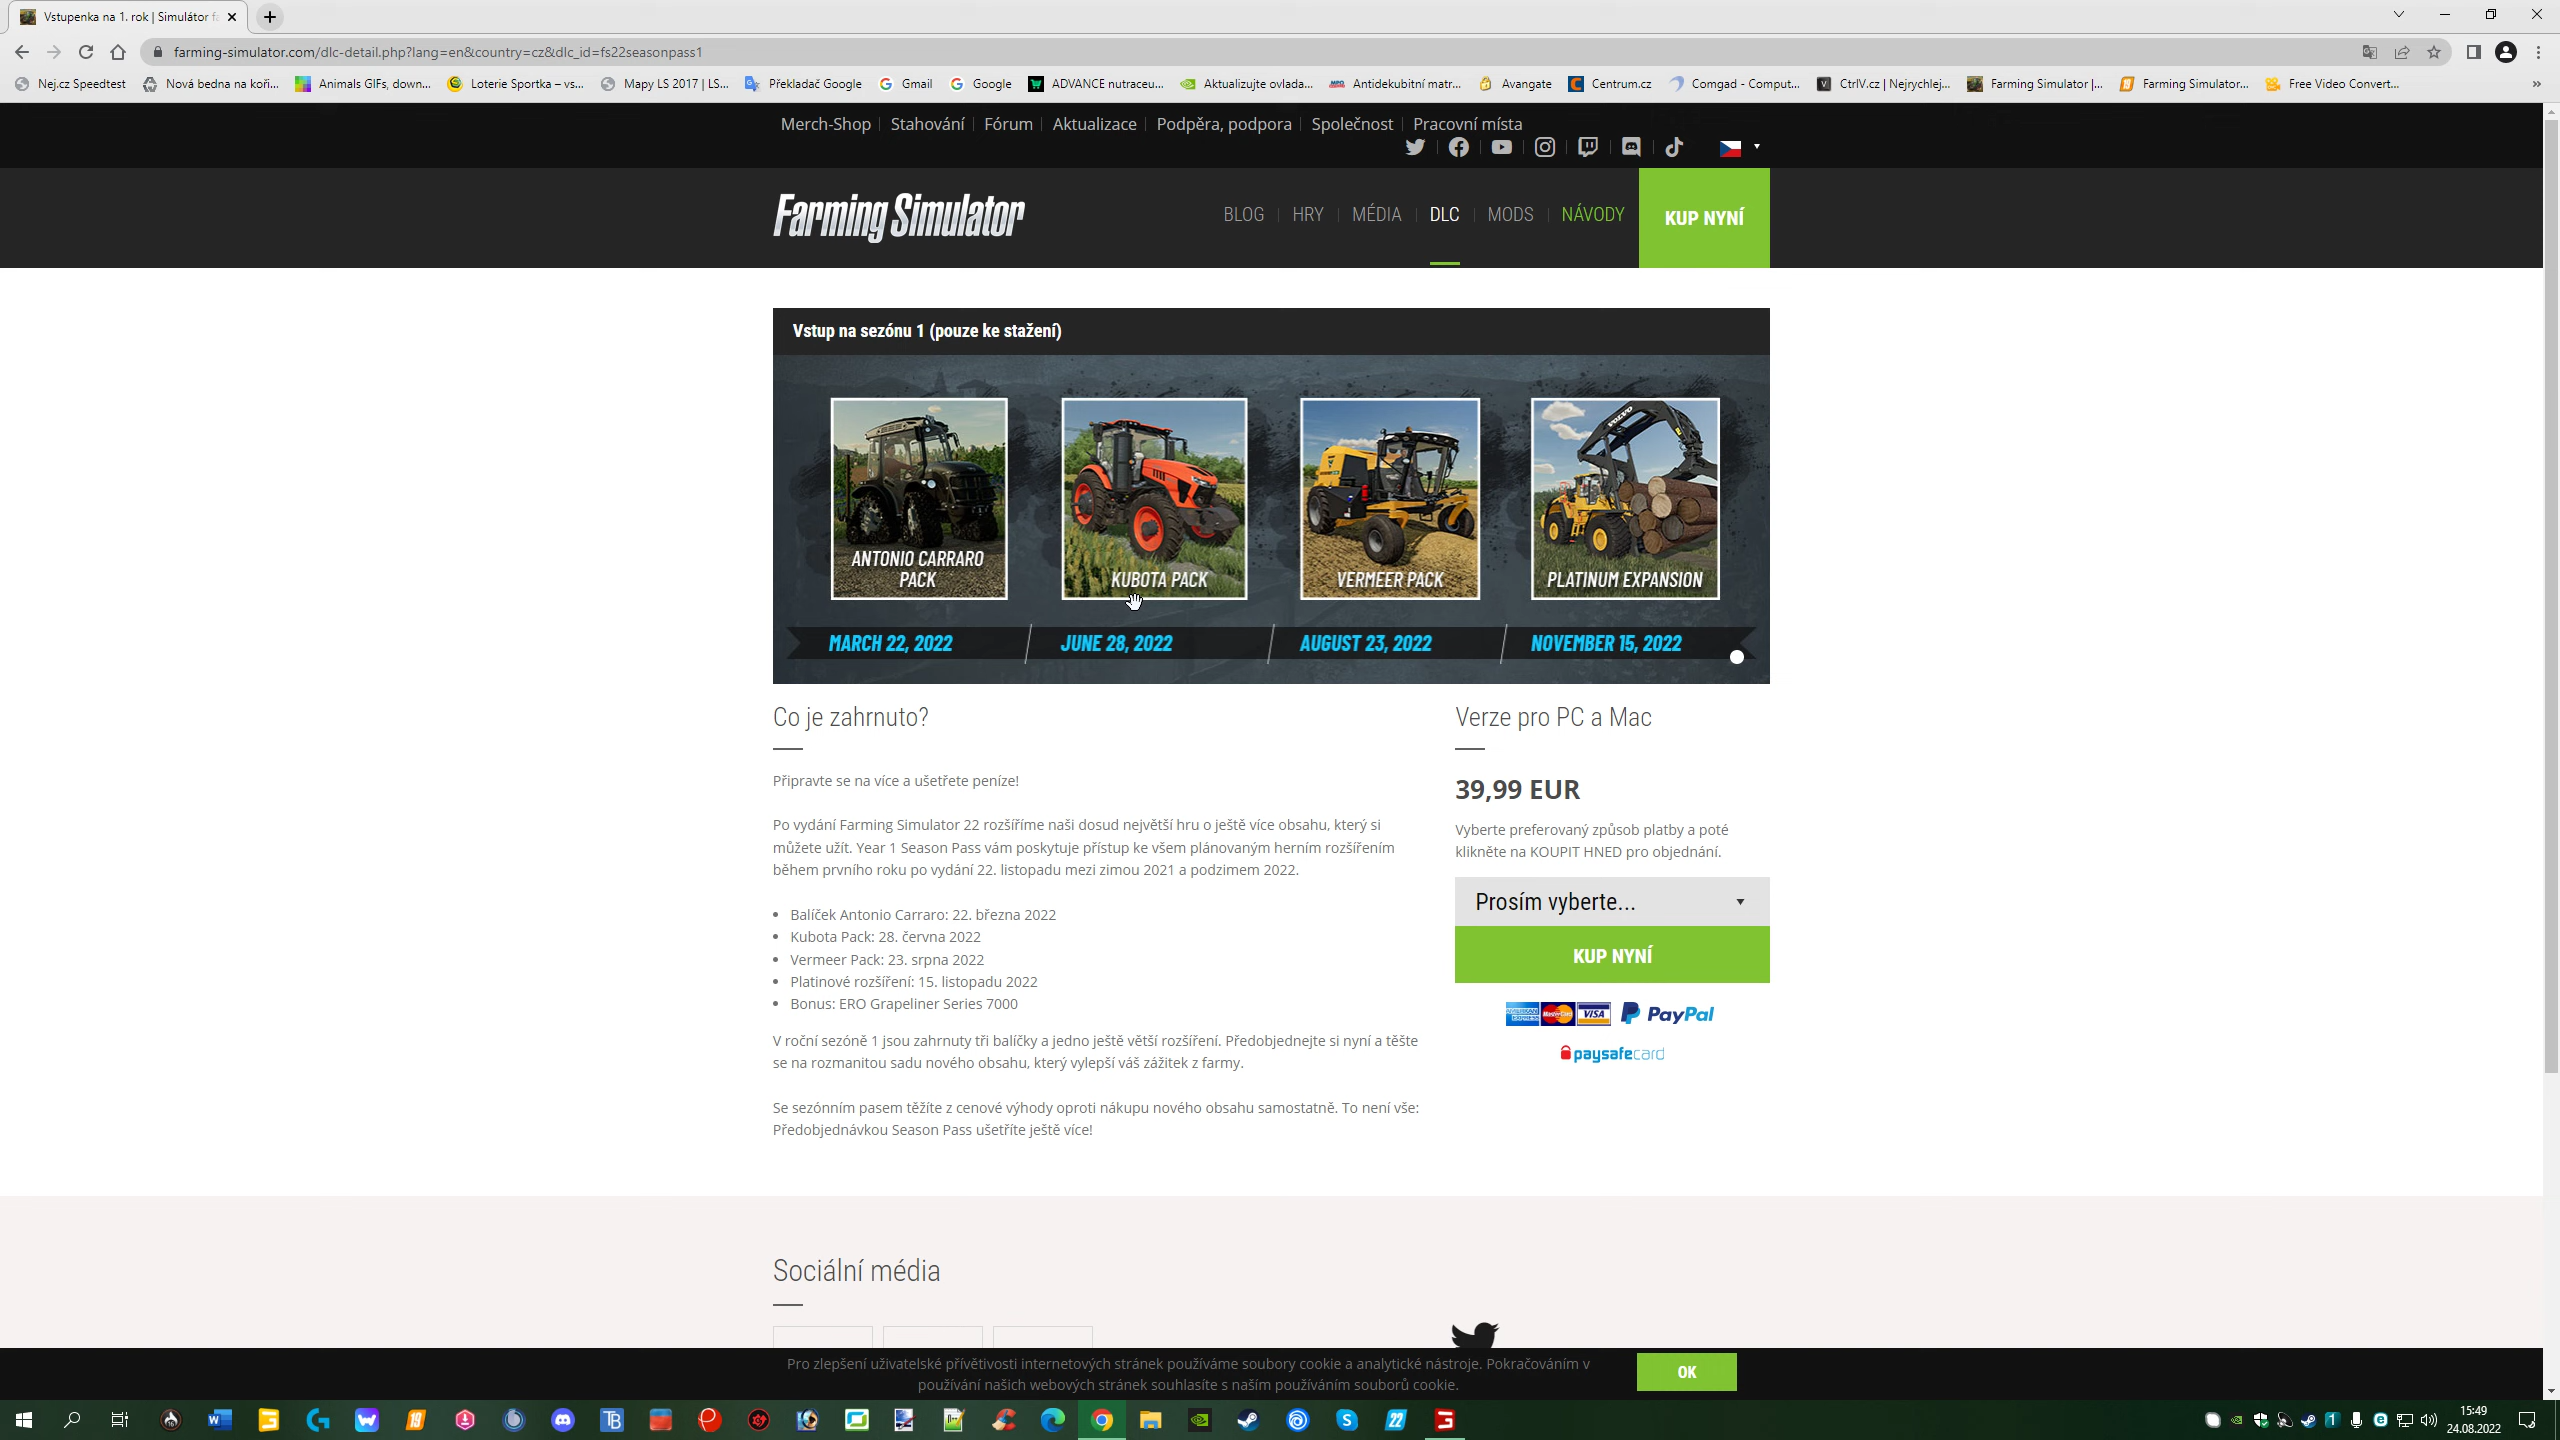 Vstupenka na 1. rok | Simulátor fa
farming-simulator.com/dlc-detail.php?lang=en&country=cz&dlc_id=fs22seasonpass1
Nej.cz Speedtest
Nová bedna na koři...
Animals GIFs, down...
Loterie Sportka – vs...
Mapy LS 2017 | LS...
Překladač Google
Gmail
Google
ADVANCE nutraceu...
Aktualizujte ovlada...
Antidekubitní matr...
Avangate
Centrum.cz
Comgad - Comput...
CtrlV.cz | Nejrychlej...
Farming Simulator |...
Farming Simulator...
Free Video Convert...
Merch-Shop
Stahování
Fórum
Aktualizace
Podpěra, podpora
Společnost
Pracovní místa
Farming Simulator
BLOG
HRY
MÉDIA
DLC
MODS
NÁVODY
KUP NYNÍ
Vstup na sezónu 1 (pouze ke stažení)
VOLVO
ANTONIO CARRARO
PACK
KUBOTA PACK
VERMEER PACK
PLATINUM EXPANSION
MARCH 22, 2022
JUNE 28, 2022
AUGUST 23, 2022
NOVEMBER 15, 2022
Co je zahrnuto?
Připravte se na více a ušetřete peníze!
Po vydání Farming Simulator 22 rozšíříme naši dosud největší hru o ještě více obsahu, který si
můžete užít. Year 1 Season Pass vám poskytuje přístup ke všem plánovaným herním rozšířením
během prvního roku po vydání 22. listopadu mezi zimou 2021 a podzimem 2022.
Balíček Antonio Carraro: 22. března 2022
Kubota Pack: 28. června 2022
Vermeer Pack: 23. srpna 2022
Platinové rozšíření: 15. listopadu 2022
Bonus: ERO Grapeliner Series 7000
V roční sezóně 1 jsou zahrnuty tři balíčky a jedno ještě větší rozšíření. Předobjednejte si nyní a těšte
se na rozmanitou sadu nového obsahu, který vylepší váš zážitek z farmy.
Se sezónním pasem těžíte z cenové výhody oproti nákupu nového obsahu samostatně. To není vše:
Předobjednávkou Season Pass ušetříte ještě více!
Verze pro PC a Mac
39,99 EUR
Vyberte preferovaný způsob platby a poté
klikněte na KOUPIT HNED pro objednání.
Prosím vyberte...
KUP NYNÍ
AMERICAN EXPRESS
MasterCard
VISA
PayPal
paysafecard
Sociální média
Pro zlepšení uživatelské přívětivosti internetových stránek používáme soubory cookie a analytické nástroje. Pokračováním v
používání našich webových stránek souhlasíte s naším používáním souborů cookie.
OK
15:49
24.08.2022